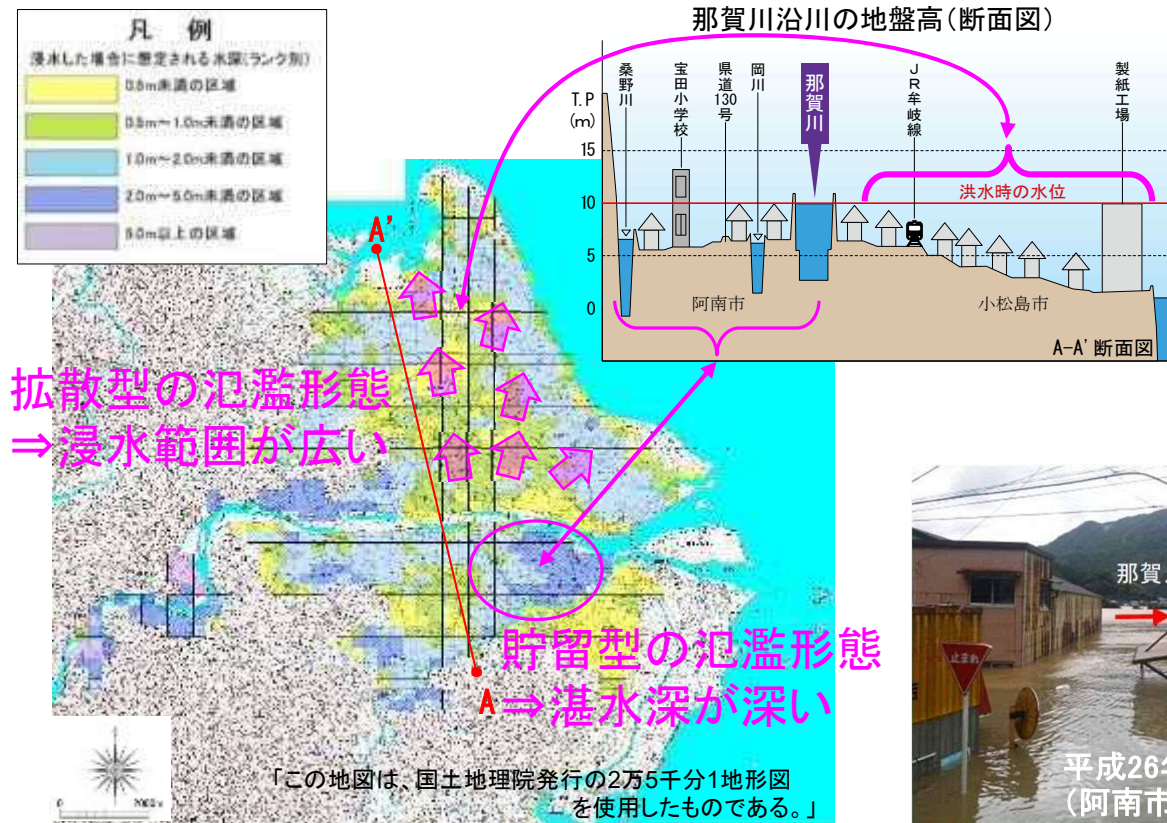 凡 例
浸水した場合に想定される水深(ランク別)
0.5m未満の区域
0.5m～1.0m未満の区域
1.0m～2.0m未満の区域
2.0m～5.0m未満の区域
5.0m以上の区域
那賀川沿川の地盤高(断面図)
T.P
(m)
15
10
5
0
桑野川
宝田小学校
県道130号
岡川
那賀川
JR牟岐線
製紙工場
洪水時の水位
阿南市
小松島市
A-A'断面図
A'
拡散型の氾濫形態
⇒浸水範囲が広い
貯留型の氾濫形態
A
⇒湛水深が深い
「この地図は、国土地理院発行の2万5千分1地形図
を使用したものである。」
0
那賀
止まれ
平成26
(阿南市